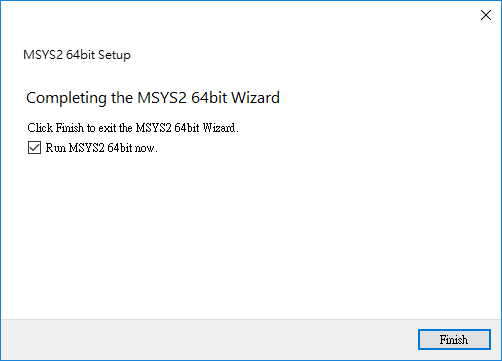 MSYS2 64bit Setup
Completing the MSYS2 64bit Wizard
Click Finish to exit the MSYS2 64bit Wizard.
Run MSYS2 64bit now.
Finish